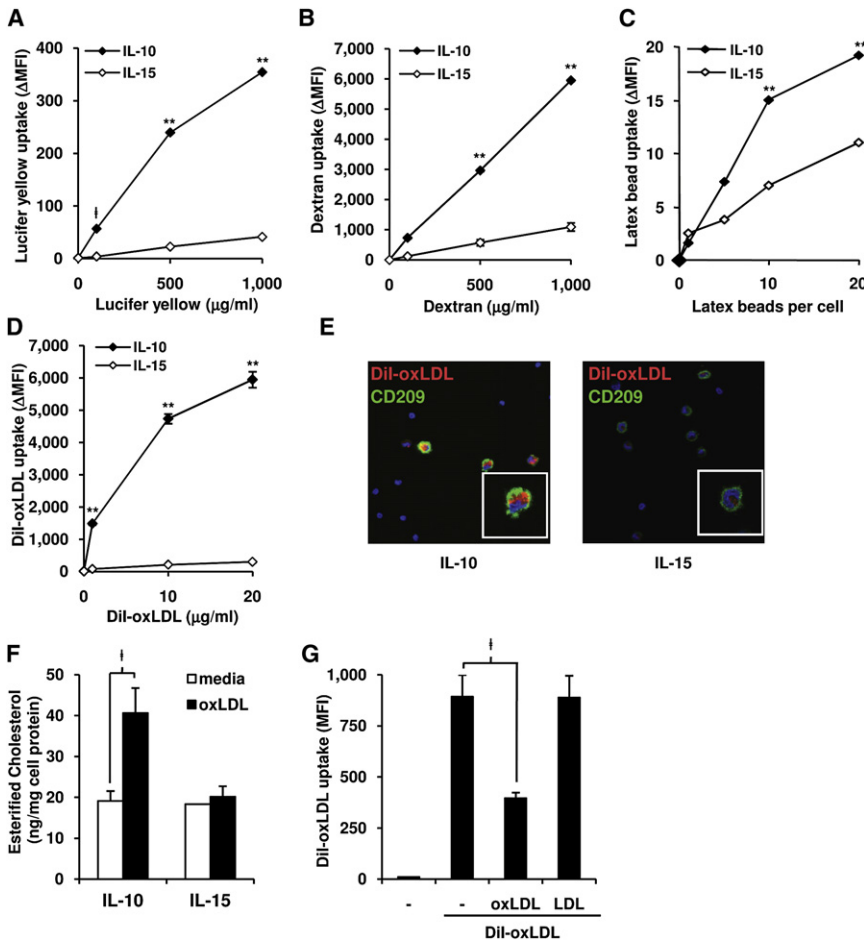 A
Lucifer yellow uptake (ΔMFI)
400
300
200
100
0
IL-10
IL-15
ƚ
**
**
0
500
1,000
Lucifer yellow (µg/ml)
B
Dextran uptake (ΔMFI)
7,000
6,000
5,000
4,000
3,000
2,000
1,000
0
IL-10
IL-15
**
**
0
500
1,000
Dextran (µg/ml)
C
Latex bead uptake (ΔMFI)
20
15
10
5
0
IL-10
IL-15
**
**
0
10
20
Latex beads per cell
D
DiI-oxLDL uptake (ΔMFI)
7,000
6,000
5,000
4,000
3,000
2,000
1,000
0
IL-10
IL-15
**
**
**
0
10
20
DiI-oxLDL (µg/ml)
E
DiI-oxLDL
CD209
IL-10
DiI-oxLDL
CD209
IL-15
F
Esterified Cholesterol
(ng/mg cell protein)
50
40
30
20
10
0
ƚ
media
oxLDL
IL-10 IL-15
G
DiI-oxLDL uptake (MFI)
1,000
750
500
250
0
ǂ
- - oxLDL LDL
DiI-oxLDL